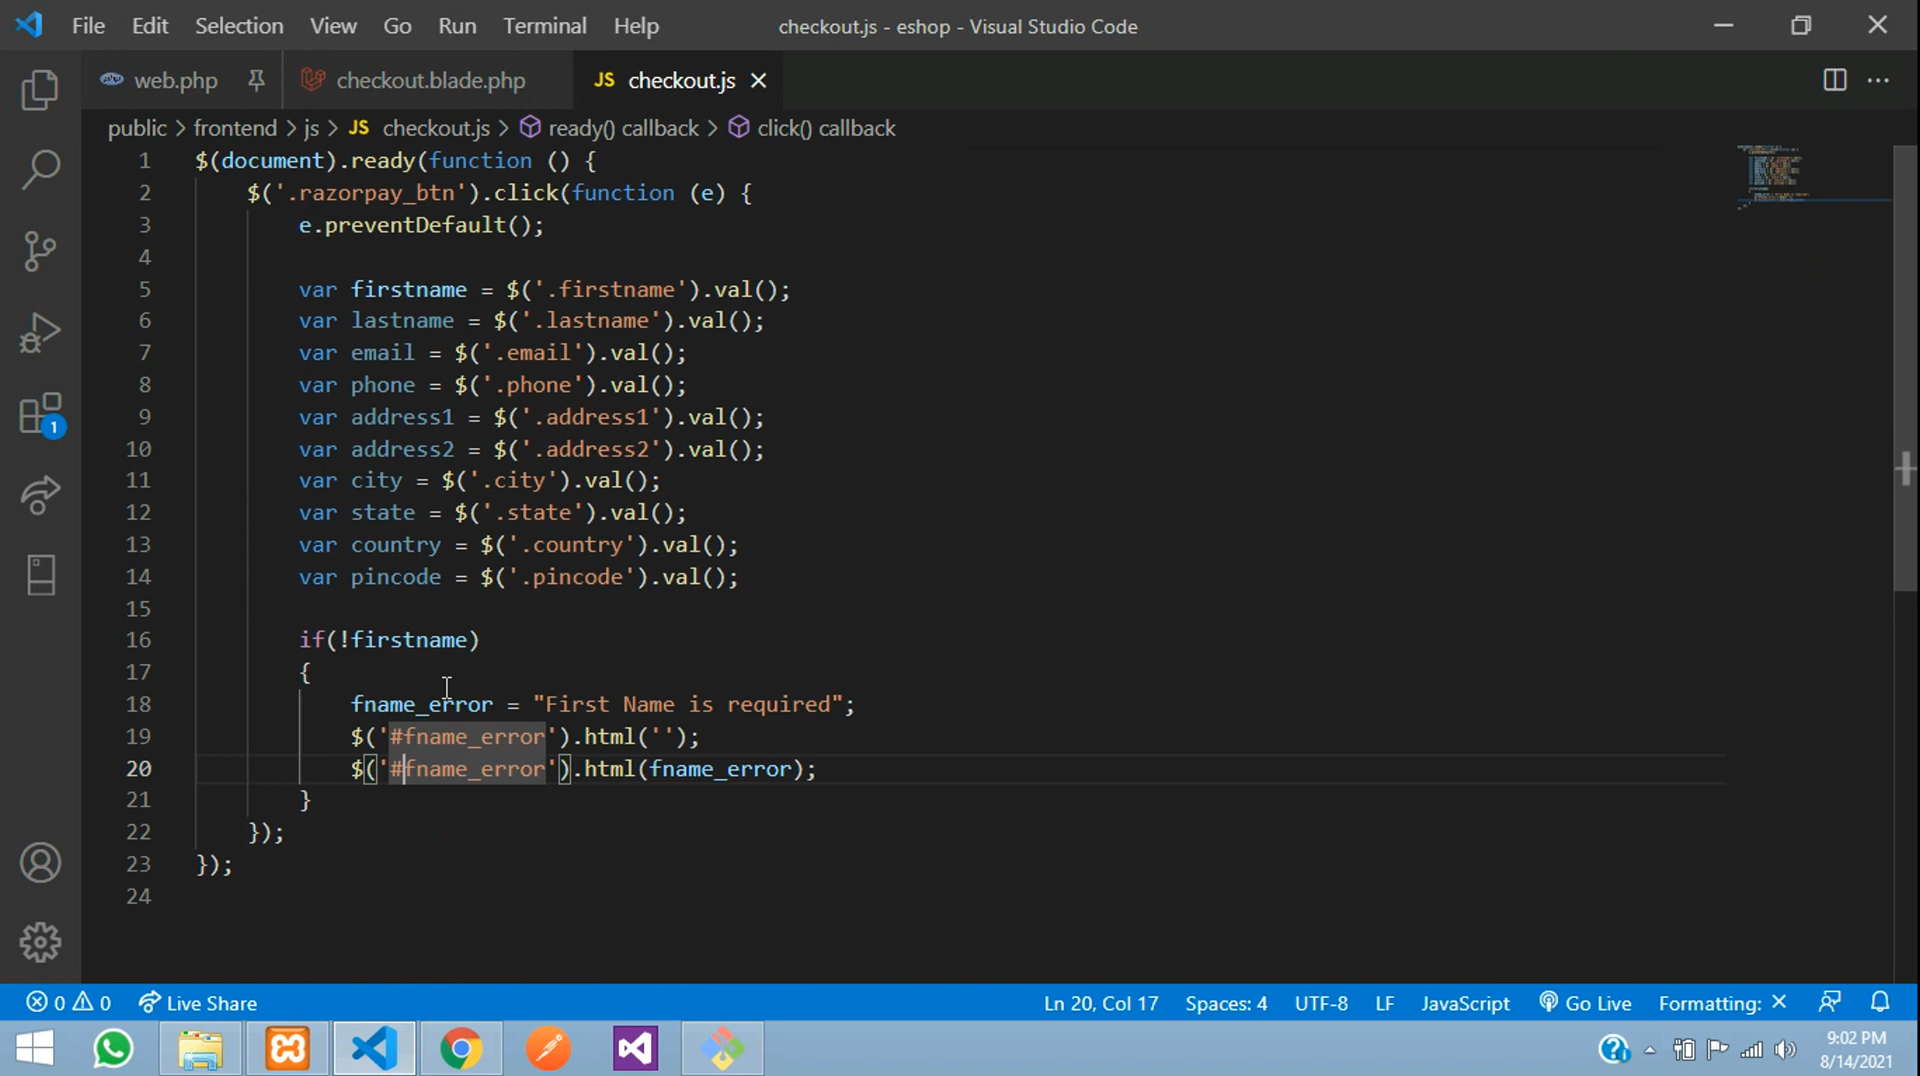 File Edit Selection View Go Run Terminal Help checkout.js - eshop - Visual Studio Code
web.php checkout.blade.php JS checkout.js
public > frontend > js > JS checkout.js > ready() callback > click() callback
1 $(document).ready(function () {
2 $('.razorpay_btn').click(function (e) {
3 e.preventDefault();
4
5 var firstname = $('.firstname').val();
6 var lastname = $('.lastname').val();
7 var email = $('.email').val();
8 var phone = $('.phone').val();
9 var address1 = $('.address1').val();
10 var address2 = $('.address2').val();
11 var city = $('.city').val();
12 var state = $('.state').val();
13 var country = $('.country').val();
14 var pincode = $('.pincode').val();
15
16 if(!firstname)
17 {
18 fname_error = "First Name is required";
19 $('#fname_error').html('');
20 $('#fname_error').html(fname_error);
21 }
22 });
23 });
24
1
0 0 Live Share Ln 20, Col 17 Spaces: 4 UTF-8 LF JavaScript Go Live Formatting: ×
9:02 PM
8/14/2021